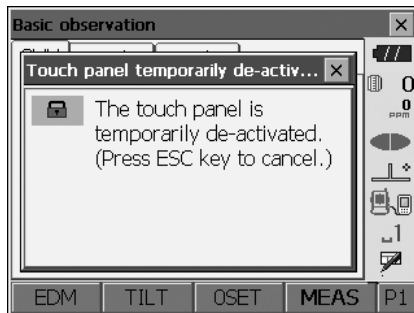 Basic observation
Touch panel temporarily de-activ...
The touch panel is
temporarily de-activated.
(Press ESC key to cancel.)
0
0
PPM
1
EDM TILT 0SET MEAS P1